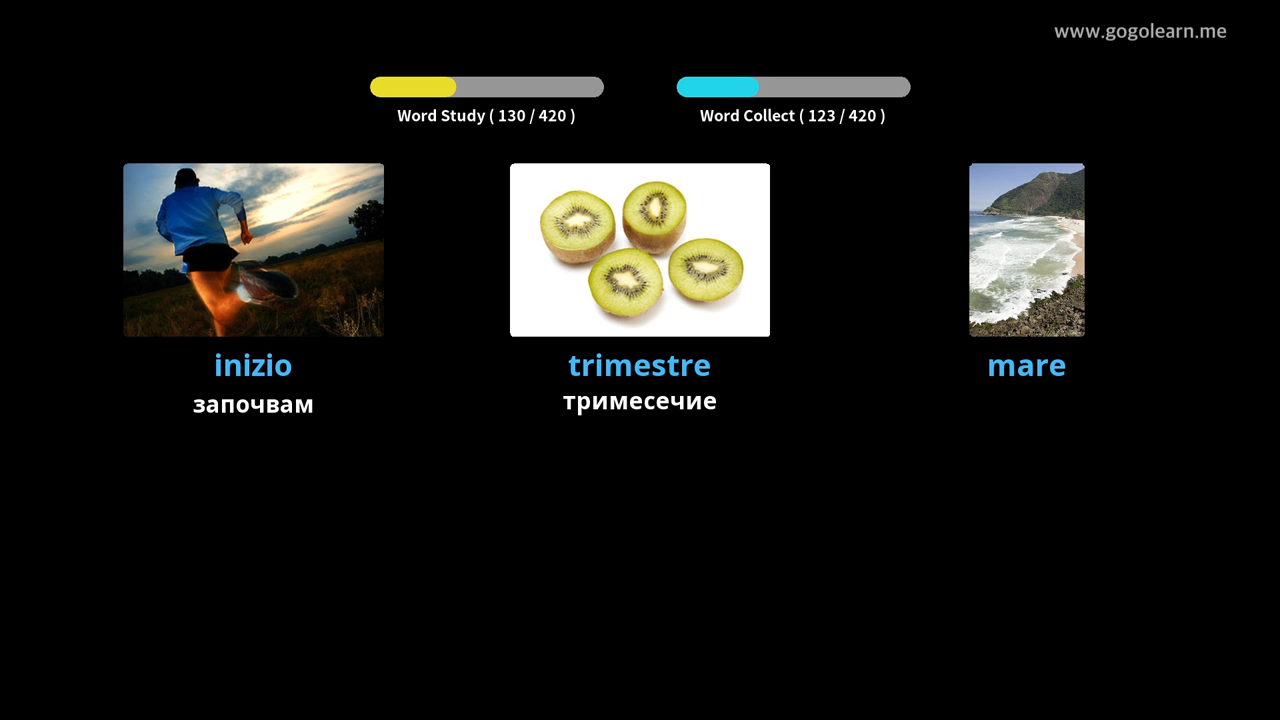 www.gogolearn.me
Word Study ( 130 / 420 )
Word Collect ( 123 / 420 )
inizio
започвам
trimestre
тримесечие
mare